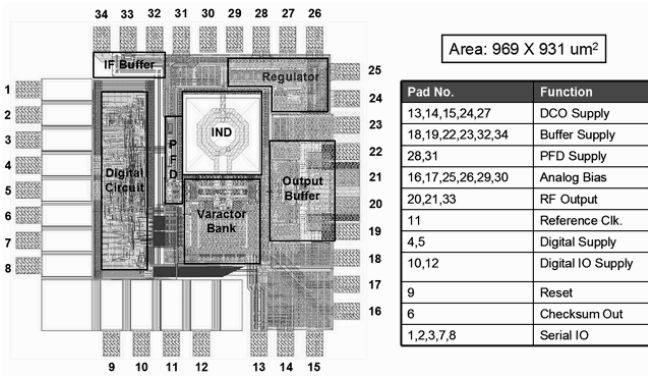 34 33 32 31 30 29 28 27 26
Area: 969 X 931 um²
IF Buffer
Regulator
25
1
24
2
IND
23
3
PFD
22
4
Digital Circuit
Output Buffer
21
5
20
6
Varactor Bank
19
7
18
8
17
16
9 10 11 12 13 14 15
Pad No. Function
13,14,15,24,27 DCO Supply
18,19,22,23,32,34 Buffer Supply
28,31 PFD Supply
16,17,25,26,29,30 Analog Bias
20,21,33 RF Output
11 Reference Clk.
4,5 Digital Supply
10,12 Digital IO Supply
9 Reset
6 Checksum Out
1,2,3,7,8 Serial IO